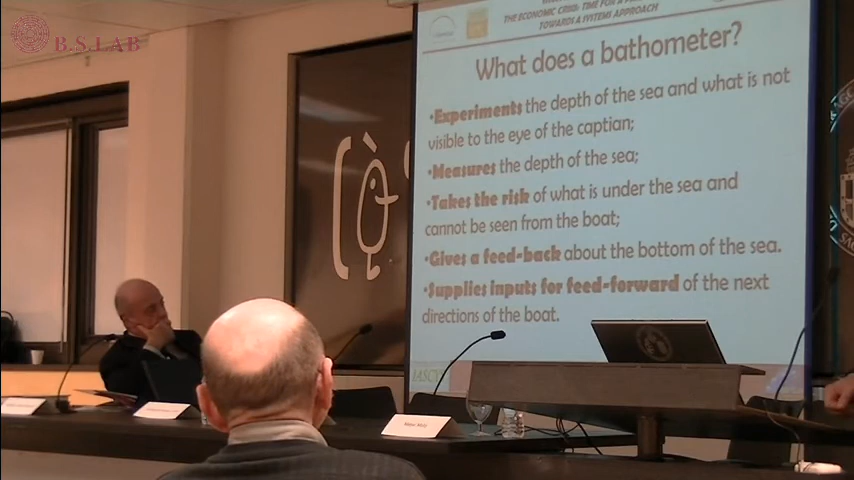 B.S.LAB
THE ECONOMIC CRISIS: TIME FOR A
TOWARDS A SYSTEMS APPROACH
What does a bathometer?
•Experiments the depth of the sea and what is not
visible to the eye of the captian;
•Measures the depth of the sea;
•Takes the risk of what is under the sea and
cannot be seen from the boat;
•Gives a feed-back about the bottom of the sea.
•Supplies inputs for feed-forward of the next
directions of the boat.